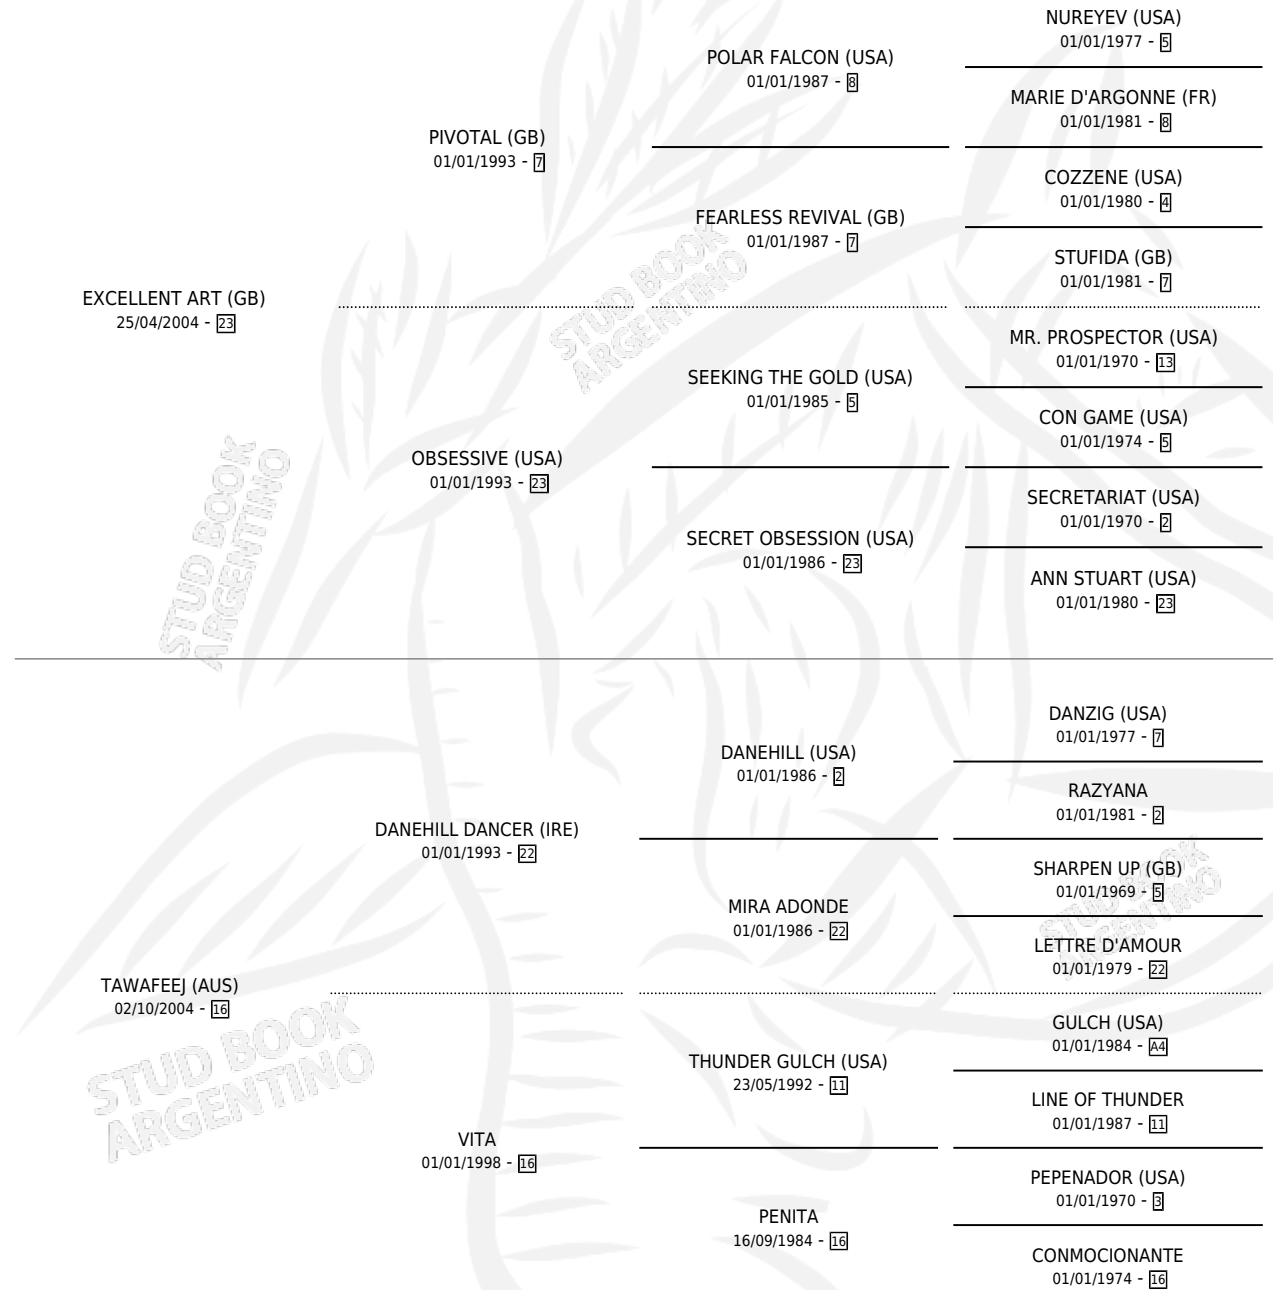 NUREYEV (USA)
01/01/1977 - 5
POLAR FALCON (USA)
01/01/1987 - 8
MARIE D'ARGONNE (FR)
01/01/1981 - 8
PIVOTAL (GB)
01/01/1993 - 7
COZZENE (USA)
01/01/1980 - 4
FEARLESS REVIVAL (GB)
01/01/1987 - 7
STUFIDA (GB)
01/01/1981 - 7
EXCELLENT ART (GB)
25/04/2004 - 23
MR. PROSPECTOR (USA)
01/01/1970 - 13
SEEKING THE GOLD (USA)
01/01/1985 - 5
CON GAME (USA)
01/01/1974 - 5
OBSESSIVE (USA)
01/01/1993 - 23
SECRETARIAT (USA)
01/01/1970 - 2
SECRET OBSESSION (USA)
01/01/1986 - 23
ANN STUART (USA)
01/01/1980 - 23
DANZIG (USA)
01/01/1977 - 7
DANEHILL (USA)
01/01/1986 - 2
RAZYANA
01/01/1981 - 2
DANEHILL DANCER (IRE)
01/01/1993 - 22
SHARPEN UP (GB)
01/01/1969 - 5
MIRA ADONDE
01/01/1986 - 22
LETTRE D'AMOUR
01/01/1979 - 22
TAWAFEEJ (AUS)
02/10/2004 - 16
GULCH (USA)
01/01/1984 - A4
THUNDER GULCH (USA)
23/05/1992 - 11
LINE OF THUNDER
01/01/1987 - 11
VITA
01/01/1998 - 16
PEPENADOR (USA)
01/01/1970 - 3
PENITA
16/09/1984 - 16
CONMOCIONANTE
01/01/1974 - 16
STUD BOOK
ARGENTINO
STUD BOOK
ARGENTINO
STUD BOOK
ARGENTINO
STUD BOOK
ARGENTINO